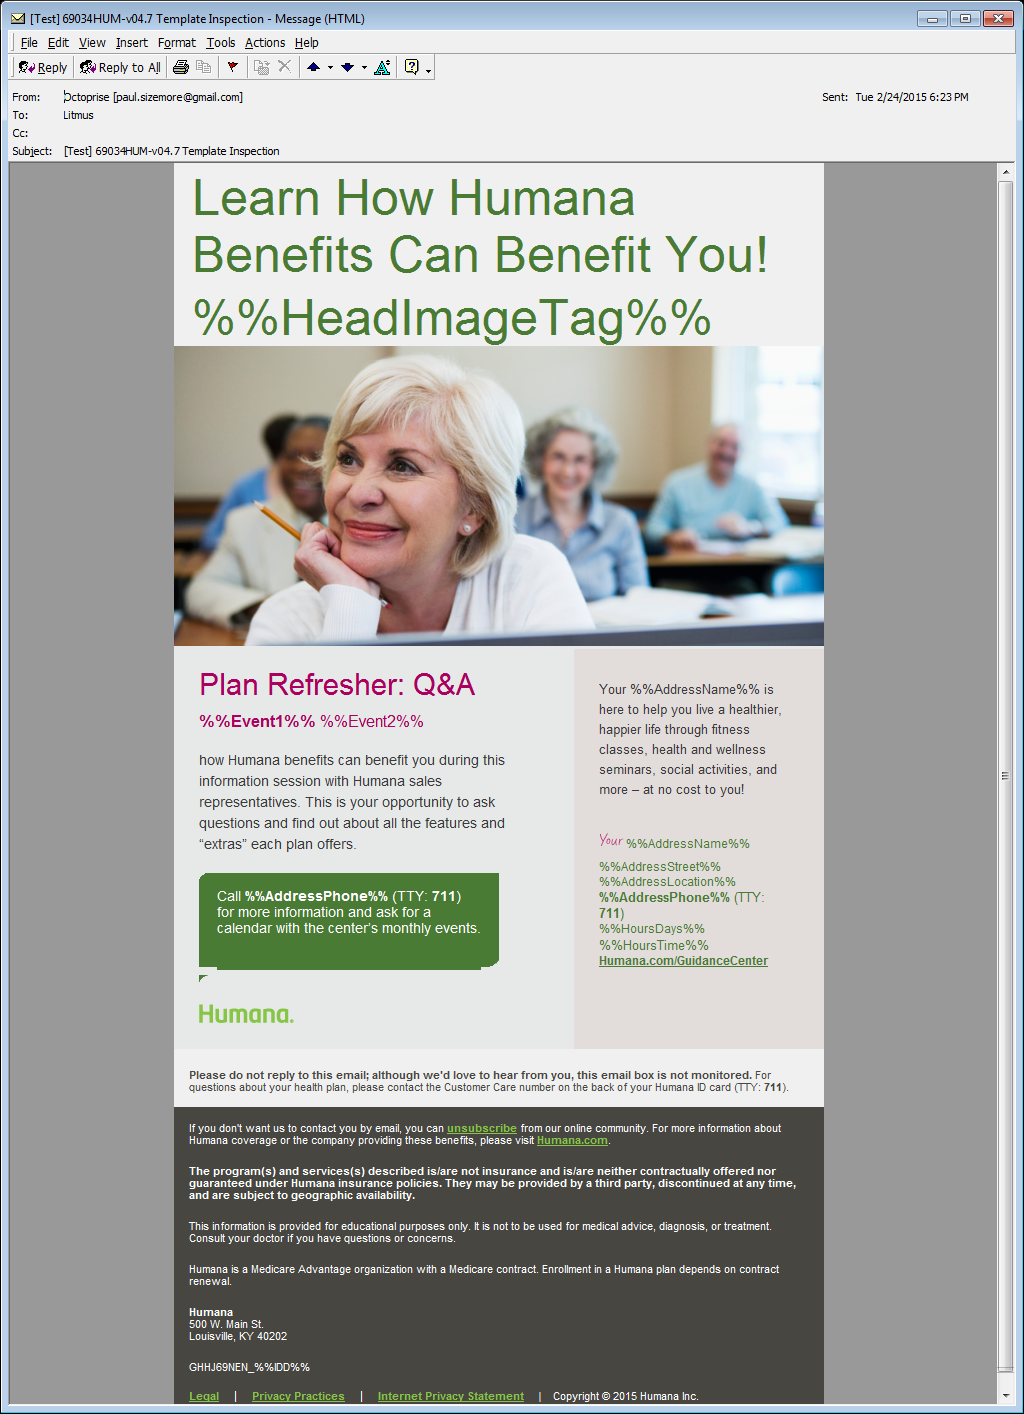 [Test] 69034HUM-v04.7 Template Inspection - Message (HTML)
File Edit View Insert Format Tools Actions Help
Reply Reply to All
From: Octoprise [paul.sizemore@gmail.com] Sent: Tue 2/24/2015 6:23 PM
To: Litmus
Cc:
Subject: [Test] 69034HUM-v04.7 Template Inspection
Learn How Humana
Benefits Can Benefit You!
%%HeadImageTag%%
Plan Refresher: Q&A
%%Event1%% %%Event2%%
how Humana benefits can benefit you during this
information session with Humana sales
representatives. This is your opportunity to ask
questions and find out about all the features and
“extras” each plan offers.
Call %%AddressPhone%% (TTY: 711)
for more information and ask for a
calendar with the center's monthly events.
Humana.
Your %%AddressName%% is
here to help you live a healthier,
happier life through fitness
classes, health and wellness
seminars, social activities, and
more – at no cost to you!
Your %%AddressName%%
%%AddressStreet%%
%%AddressLocation%%
%%AddressPhone%% (TTY:
711)
%%HoursDays%%
%%HoursTime%%
Humana.com/GuidanceCenter
Please do not reply to this email; although we'd love to hear from you, this email box is not monitored. For
questions about your health plan, please contact the Customer Care number on the back of your Humana ID card (TTY: 711).
If you don't want us to contact you by email, you can unsubscribe from our online community. For more information about
Humana coverage or the company providing these benefits, please visit Humana.com.
The program(s) and services(s) described is/are not insurance and is/are neither contractually offered nor
guaranteed under Humana insurance policies. They may be provided by a third party, discontinued at any time,
and are subject to geographic availability.
This information is provided for educational purposes only. It is not to be used for medical advice, diagnosis, or treatment.
Consult your doctor if you have questions or concerns.
Humana is a Medicare Advantage organization with a Medicare contract. Enrollment in a Humana plan depends on contract
renewal.
Humana
500 W. Main St.
Louisville, KY 40202
GHHJ69NEN_%%IDD%%
Legal | Privacy Practices | Internet Privacy Statement | Copyright © 2015 Humana Inc.